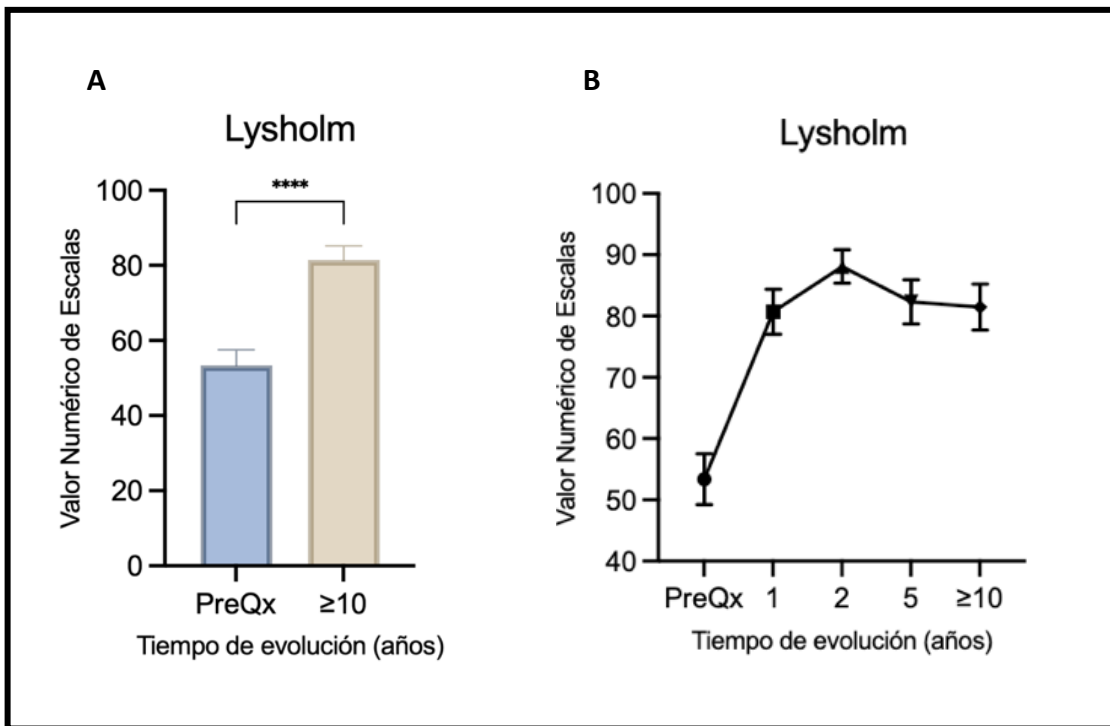 A
Lysholm
****
Valor Numérico de Escalas
100
80
60
40
20
0
PreQx ≥10
Tiempo de evolución (años)
B
Lysholm
Valor Numérico de Escalas
100
90
80
70
60
50
40
PreQx 1 2 5 ≥10
Tiempo de evolución (años)